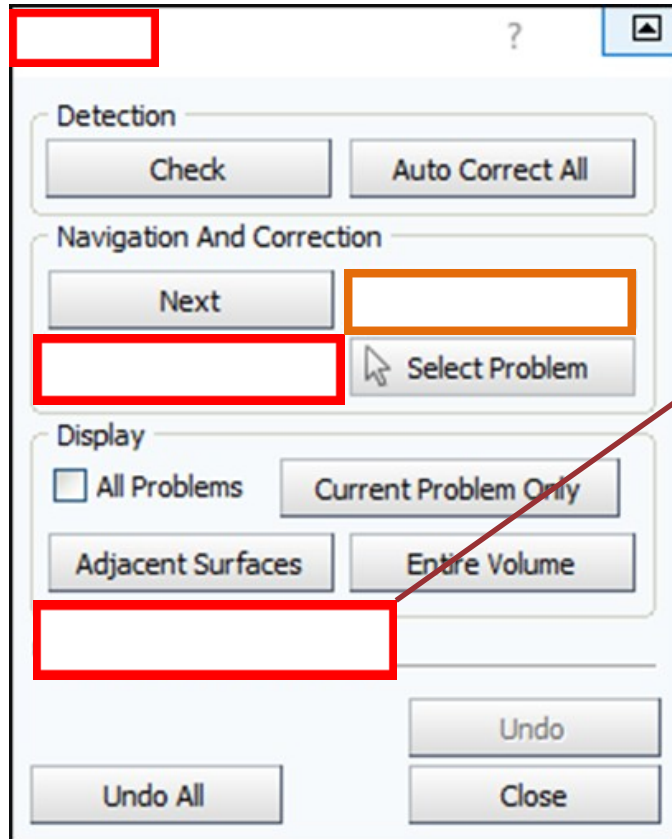 ?
Detection
Check
Auto Correct All
Navigation And Correction
Next
Select Problem
Display
All Problems
Current Problem Only
Adjacent Surfaces
Entire Volume
Undo
Undo All
Close